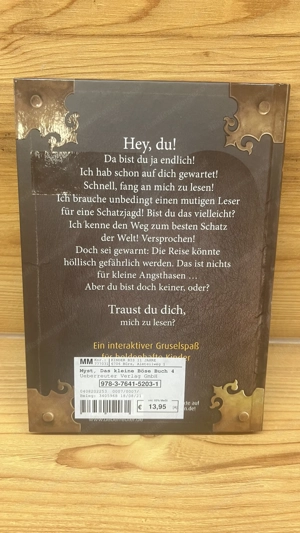 Hey, du!
Da bist du ja endlich!
Ich hab schon auf dich gewartet!
Schnell, fang an mich zu lesen!
Ich brauche unbedingt einen mutigen Leser
für eine Schatzjagd! Bist du das vielleicht?
Ich kenne den Weg zum besten Schatz
der Welt! Versprochen!
Doch sei gewarnt: Die Reise könnte
höllisch gefährlich werden. Das ist nichts
für kleine Angsthasen ...
Aber du bist doch keiner, oder?
Traust du dich,
mich zu lesen?
Ein interaktiver Gruselspaß
für heldenhafte Kinder
MM
Myst, Das kleine Böse Buch 4
Ueberreuter Verlag GmbH
978-3-7641-5203-1
€ 13,95